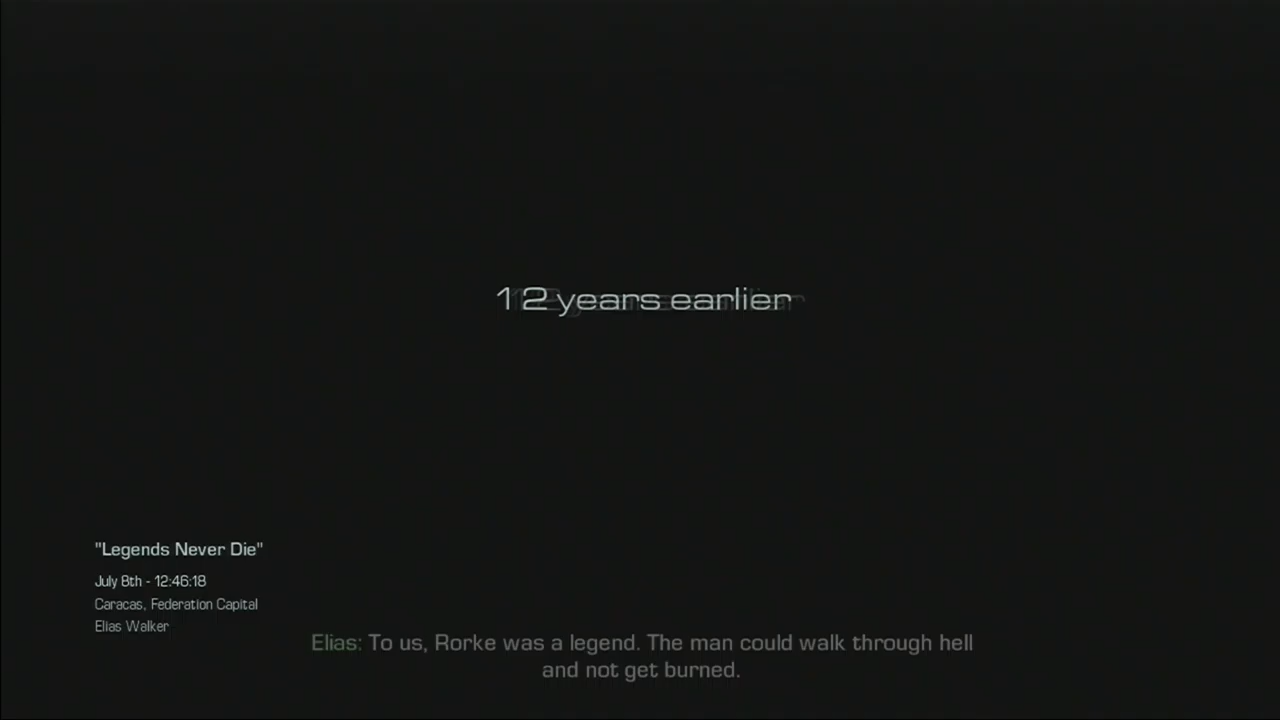 12 years earlier
"Legends Never Die"
July 8th - 12:46:18
Caracas, Federation Capital
Elias Walker
Elias: To us, Rorke was a legend. The man could walk through hell
and not get burned.